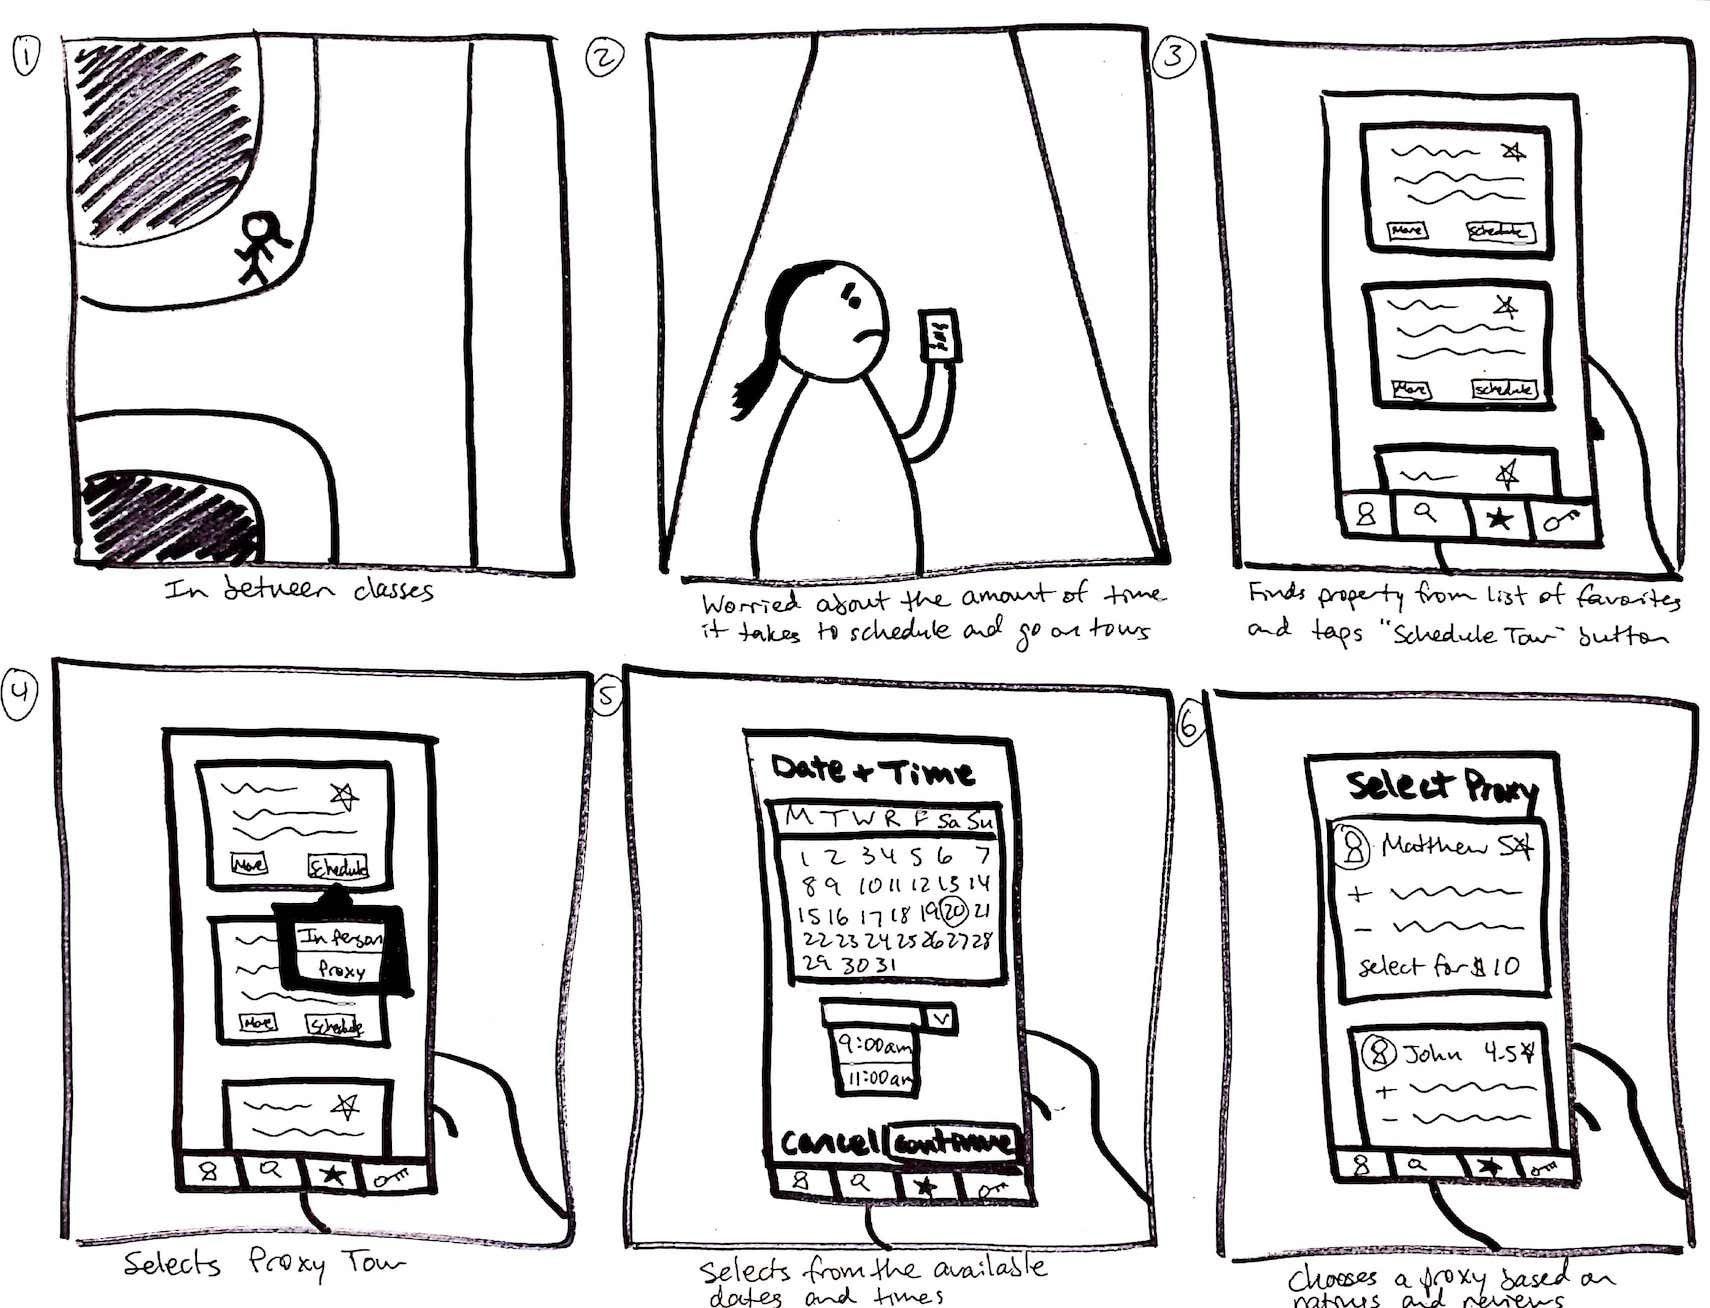 1
In between classes
2
Worried about the amount of time
it takes to schedule and go on tours
3
More Schedule
More Schedule
Finds property from list of favorites
and taps "Schedule Tour" button
4
More Schedule
In Person
Proxy
More Schedule
Selects Proxy Tour
5
Date + Time
M T W R F Sa Su
1 2 3 4 5 6 7
8 9 10 11 12 13 14
15 16 17 18 19 20 21
22 23 24 25 26 27 28
29 30 31
V
9:00am
11:00am
Cancel Continue
Selects from the available
dates and times
6
Select Proxy
Matthew 5☆
+
-
select for $10
John 4.5☆
+
-
Chooses a proxy based on
ratings and reviews